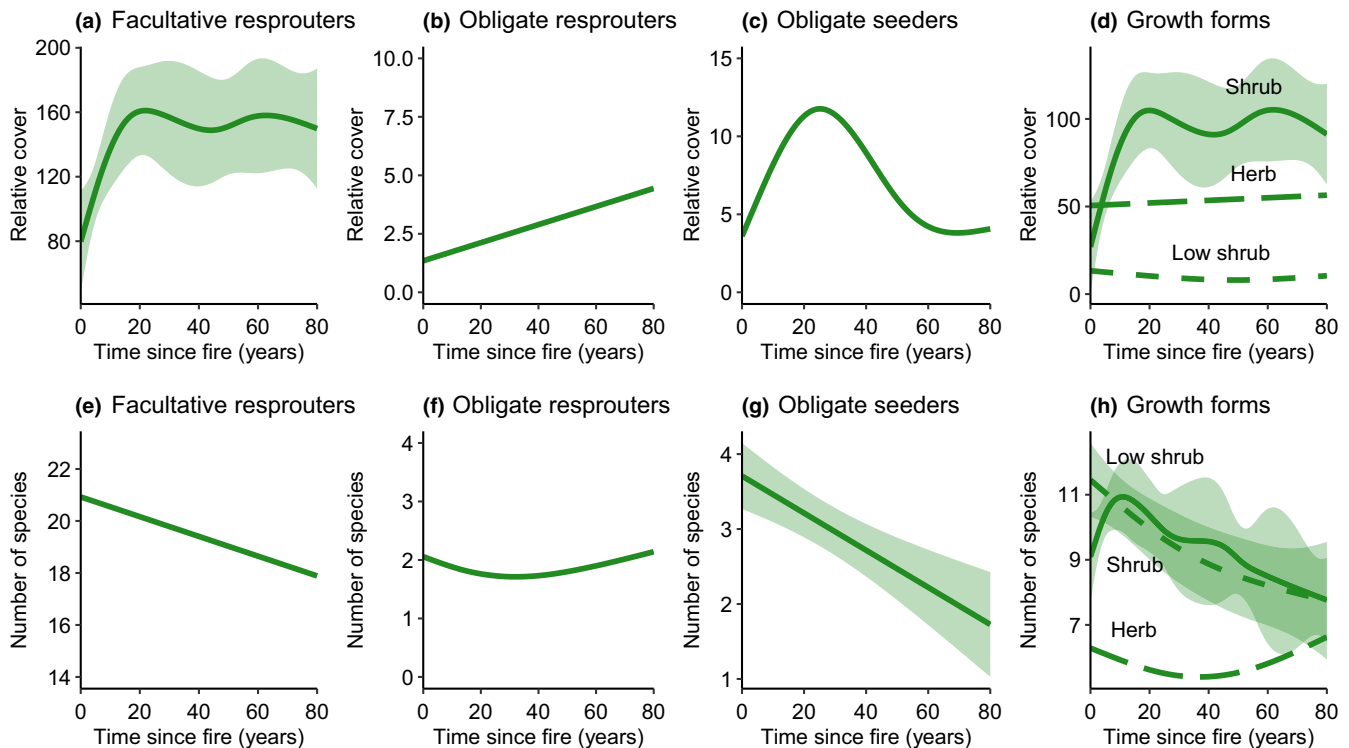 (a) Facultative resprouters
200
160
120
80
Relative cover
0 20 40 60 80
Time since fire (years)
(b) Obligate resprouters
10.0
7.5
5.0
2.5
0.0
Relative cover
0 20 40 60 80
Time since fire (years)
(c) Obligate seeders
15
10
5
0
Relative cover
0 20 40 60 80
Time since fire (years)
(d) Growth forms
100
50
0
Relative cover
Shrub
Herb
Low shrub
0 20 40 60 80
Time since fire (years)
(e) Facultative resprouters
22
20
18
16
14
Number of species
0 20 40 60 80
Time since fire (years)
(f) Obligate resprouters
4
3
2
1
0
Number of species
0 20 40 60 80
Time since fire (years)
(g) Obligate seeders
4
3
2
1
Number of species
0 20 40 60 80
Time since fire (years)
(h) Growth forms
11
9
7
Number of species
Low shrub
Shrub
Herb
0 20 40 60 80
Time since fire (years)